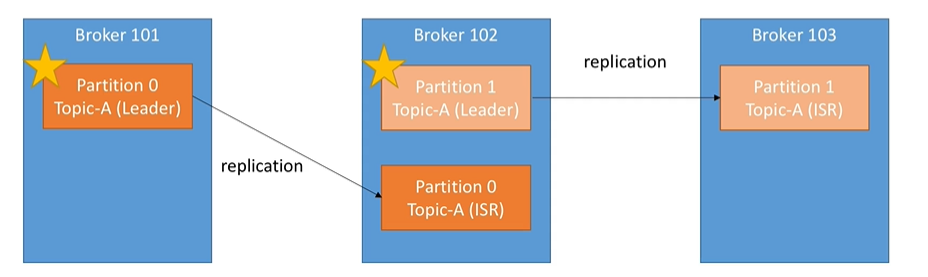 Broker 101
Partition 0
Topic-A (Leader)
replication
Broker 102
Partition 1
Topic-A (Leader)
Partition 0
Topic-A (ISR)
replication
Broker 103
Partition 1
Topic-A (ISR)